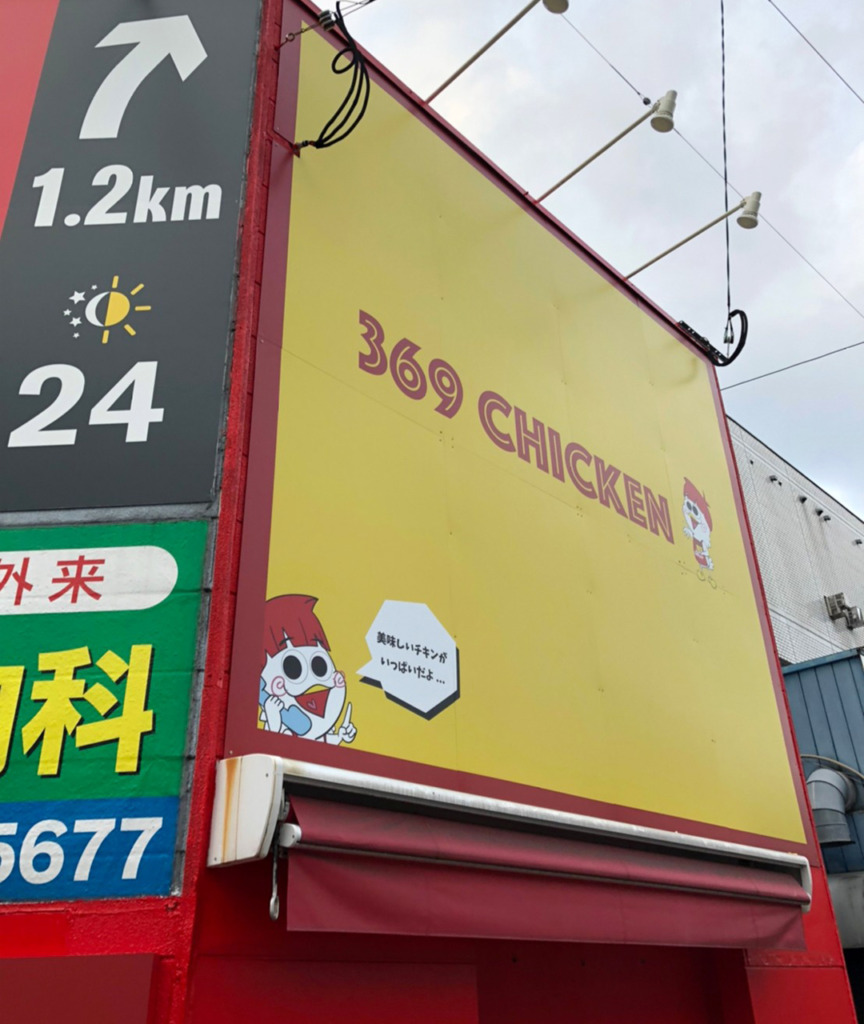 1.2km
24
外来
科
5677
369 CHICKEN
美味しいチキンが
いっぱいだよ...